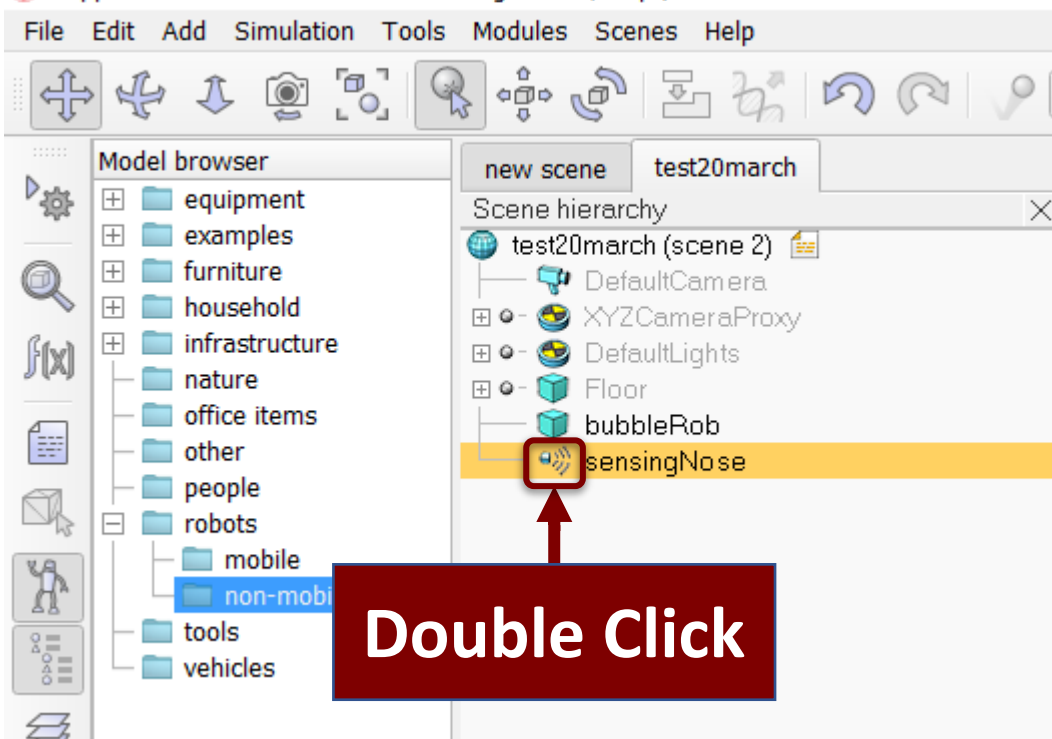 File Edit Add Simulation Tools Modules Scenes Help
Model browser
equipment
examples
furniture
household
infrastructure
nature
office items
other
people
robots
mobile
non-mobi
tools
vehicles
f(x)
new scene test20march
Scene hierarchy
test20march (scene 2)
DefaultCamera
XYZCameraProxy
DefaultLights
Floor
bubbleRob
sensingNose
Double Click